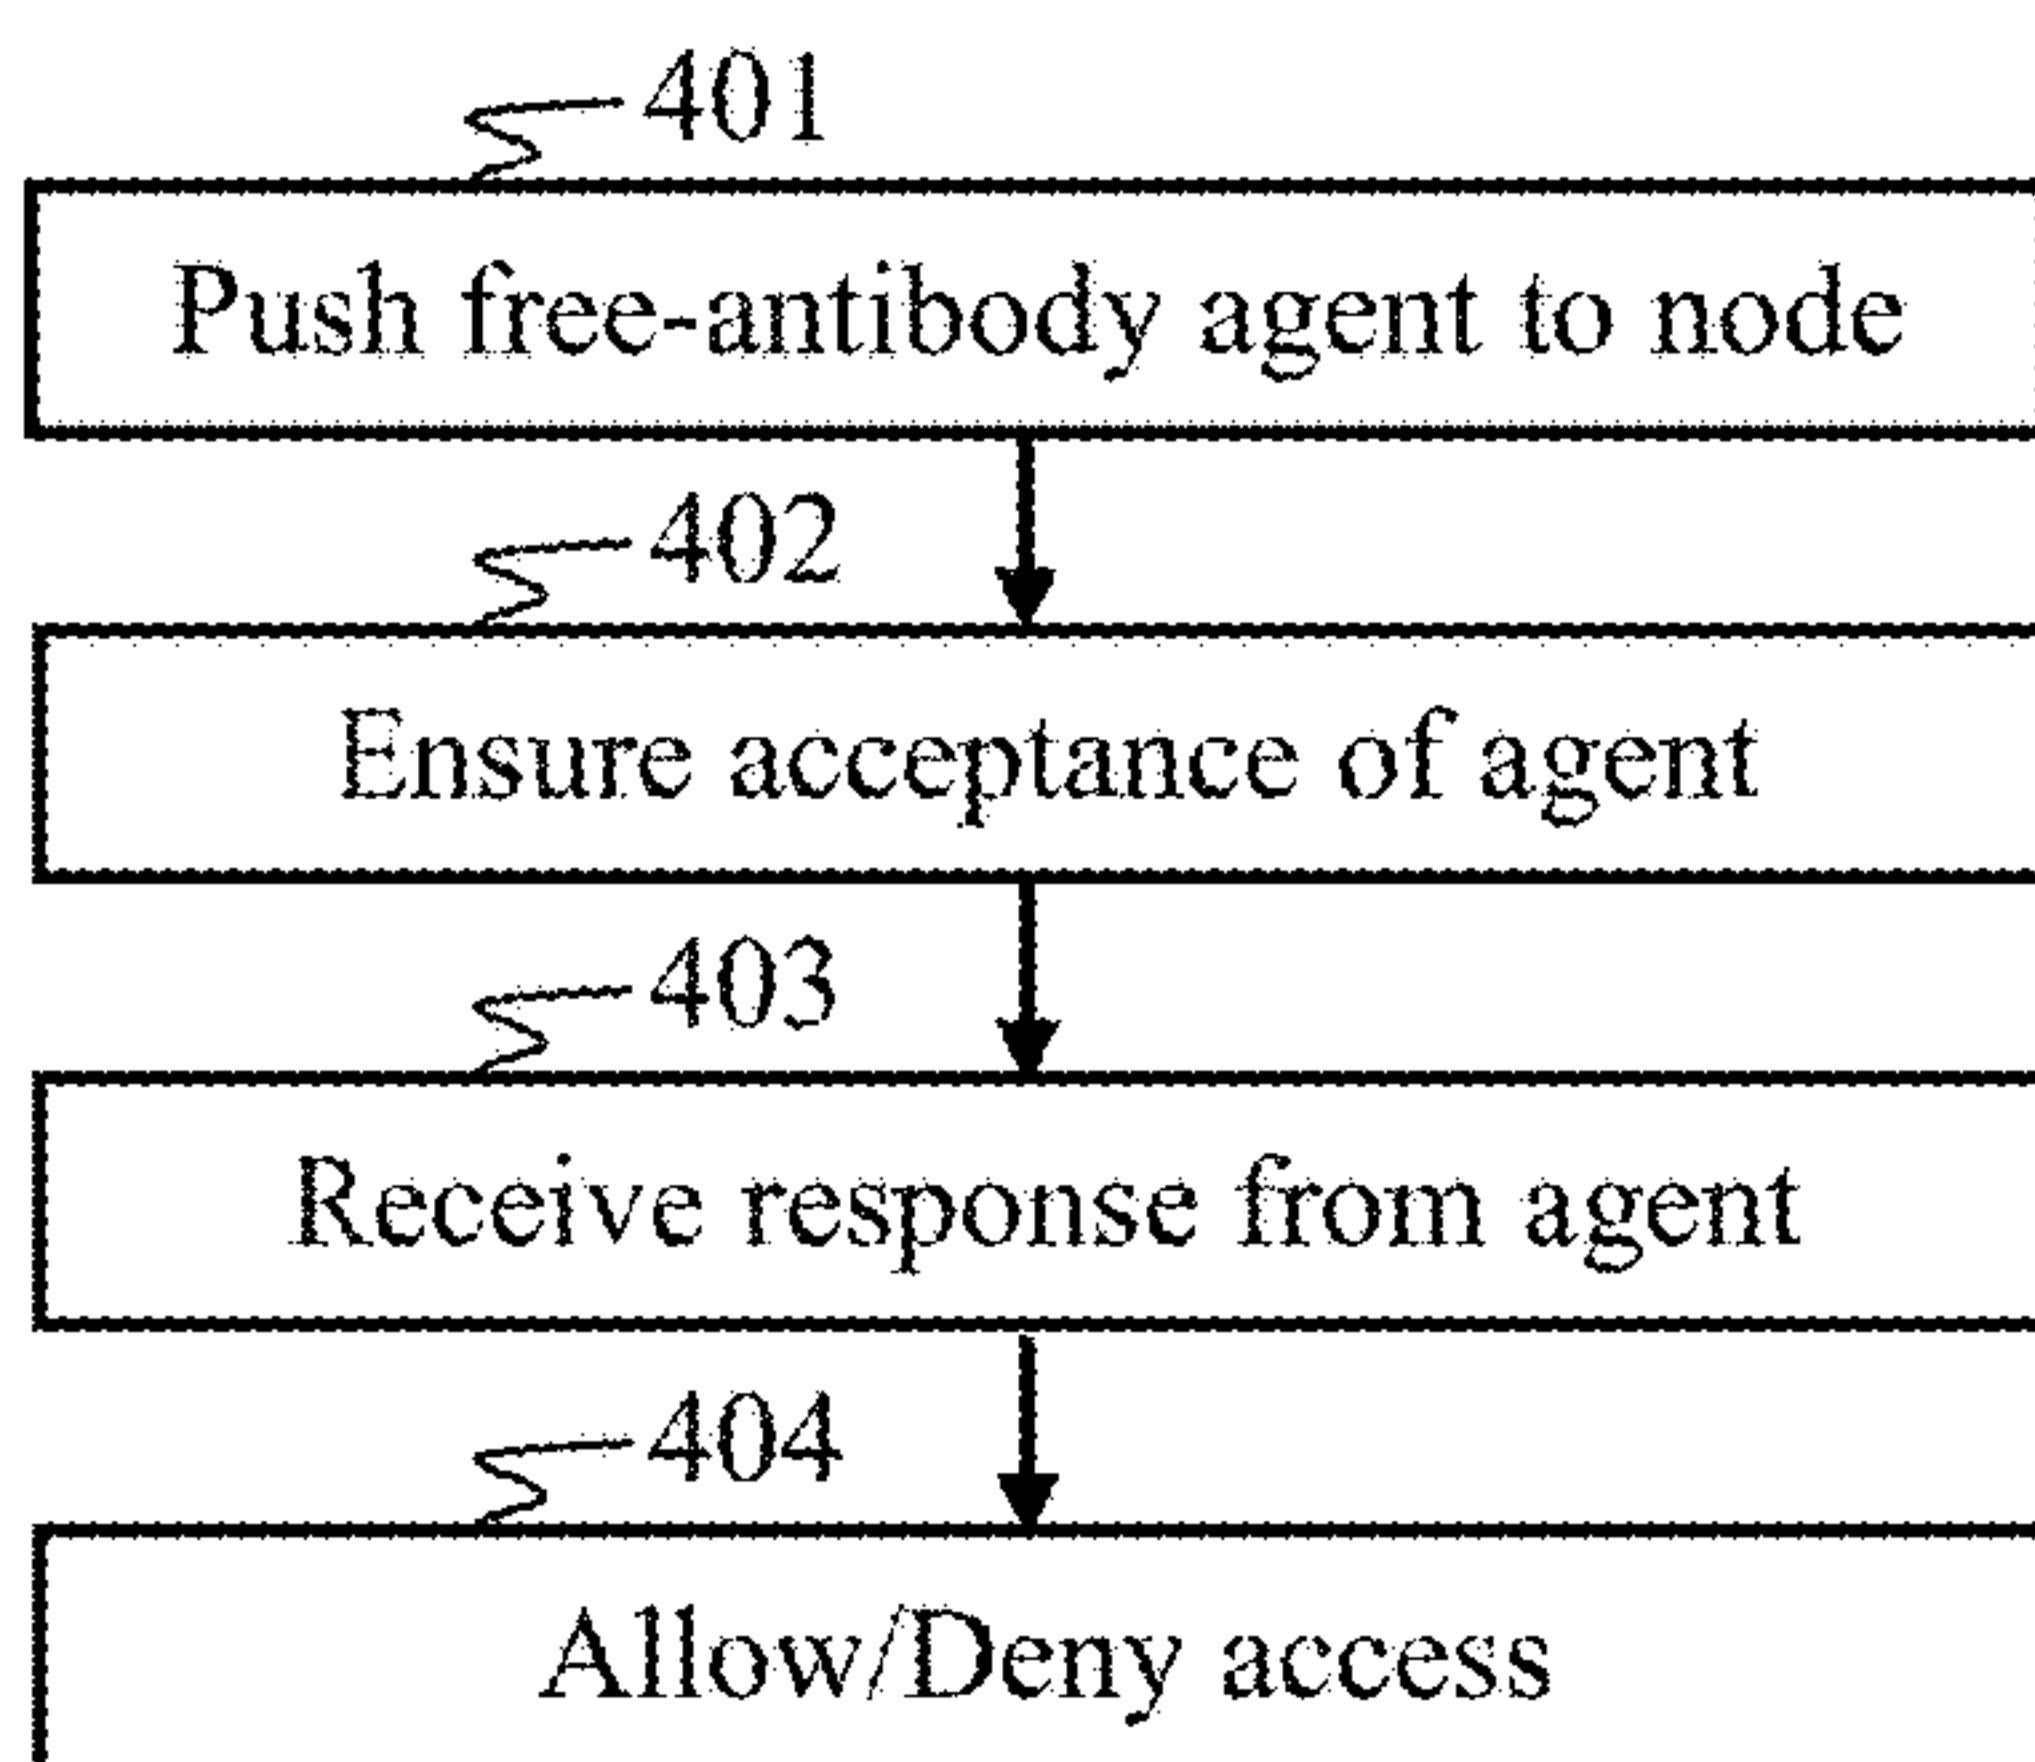 401
Push free-antibody agent to node
402
Ensure acceptance of agent
403
Receive response from agent
404
Allow/Deny access